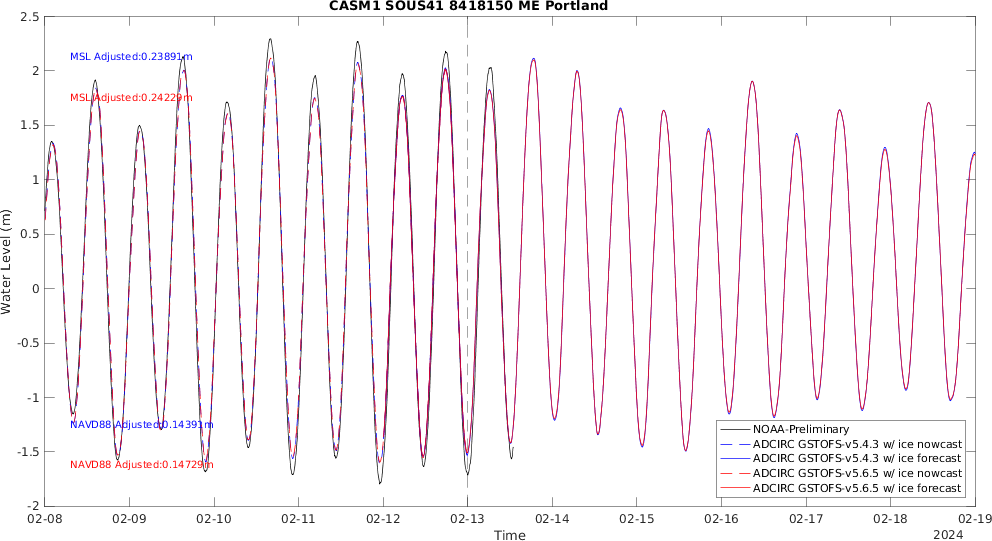 CASM1 SOUS41 8418150 ME Portland
2.5
2
1.5
1
0.5
0
-0.5
-1
-1.5
-2
Water Level (m)
MSL Adjusted:0.23891m
MSL Adjusted:0.24229m
NAVD88 Adjusted:0.14391m
NAVD88 Adjusted:0.14729m
NOAA-Preliminary
ADCIRC GSTOFS-v5.4.3 w/ ice nowcast
ADCIRC GSTOFS-v5.4.3 w/ ice forecast
ADCIRC GSTOFS-v5.6.5 w/ ice nowcast
ADCIRC GSTOFS-v5.6.5 w/ ice forecast
02-08 02-09 02-10 02-11 02-12 02-13 02-14 02-15 02-16 02-17 02-18 02-19
Time
2024